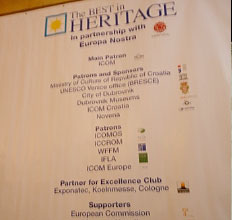 The BEST in
HERITAGE
In partnership with
Europa Nostra
Main Patron
ICOM
Patrons and Sponsors
Ministry of Culture of Republic of Croatia
UNESCO Venice office (BRESCE)
City of Dubrovnik
Dubrovnik Museums
ICOM Croatia
Novena
Patrons
ICOMOS
ICCROM
WFFM
IFLA
ICOM Europe
Partner for Excellence Club
Exponatec, Koelnmesse, Cologne
Supporters
European Commission